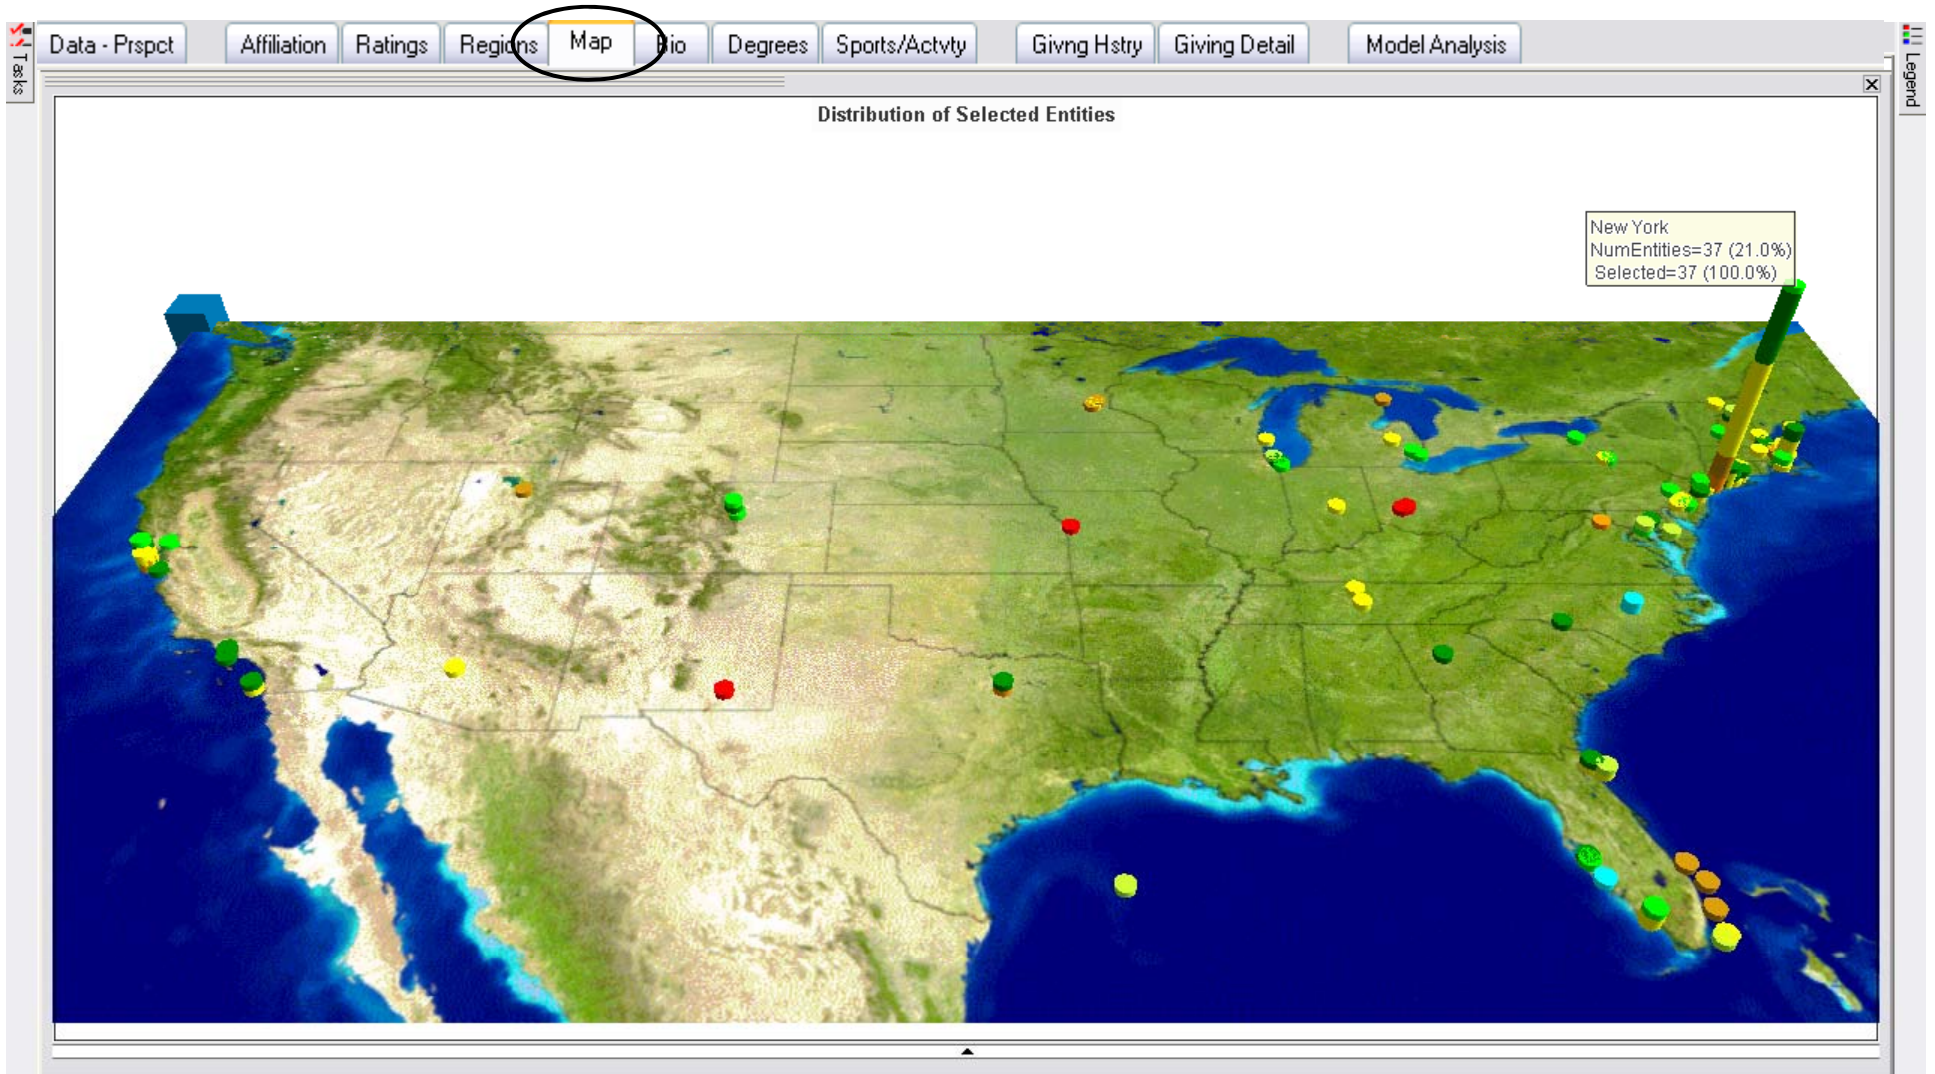 Tasks
Data - Prspct
Affiliation
Ratings
Regions
Map
Bio
Degrees
Sports/Actvty
Givng Hstry
Giving Detail
Model Analysis
Legend
Distribution of Selected Entities
New York
NumEntities=37 (21.0%)
Selected=37 (100.0%)